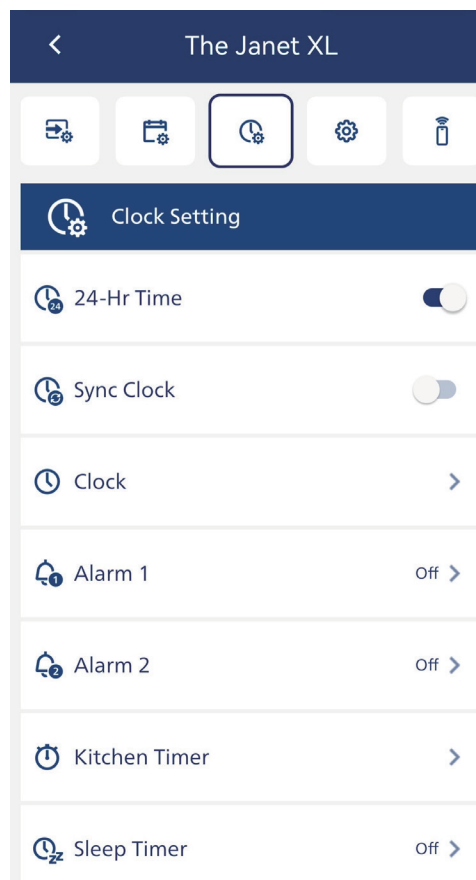 The Janet XL
Clock Setting
24-Hr Time
Sync Clock
Clock
Alarm 1
Off
Alarm 2
Off
Kitchen Timer
Sleep Timer
Off